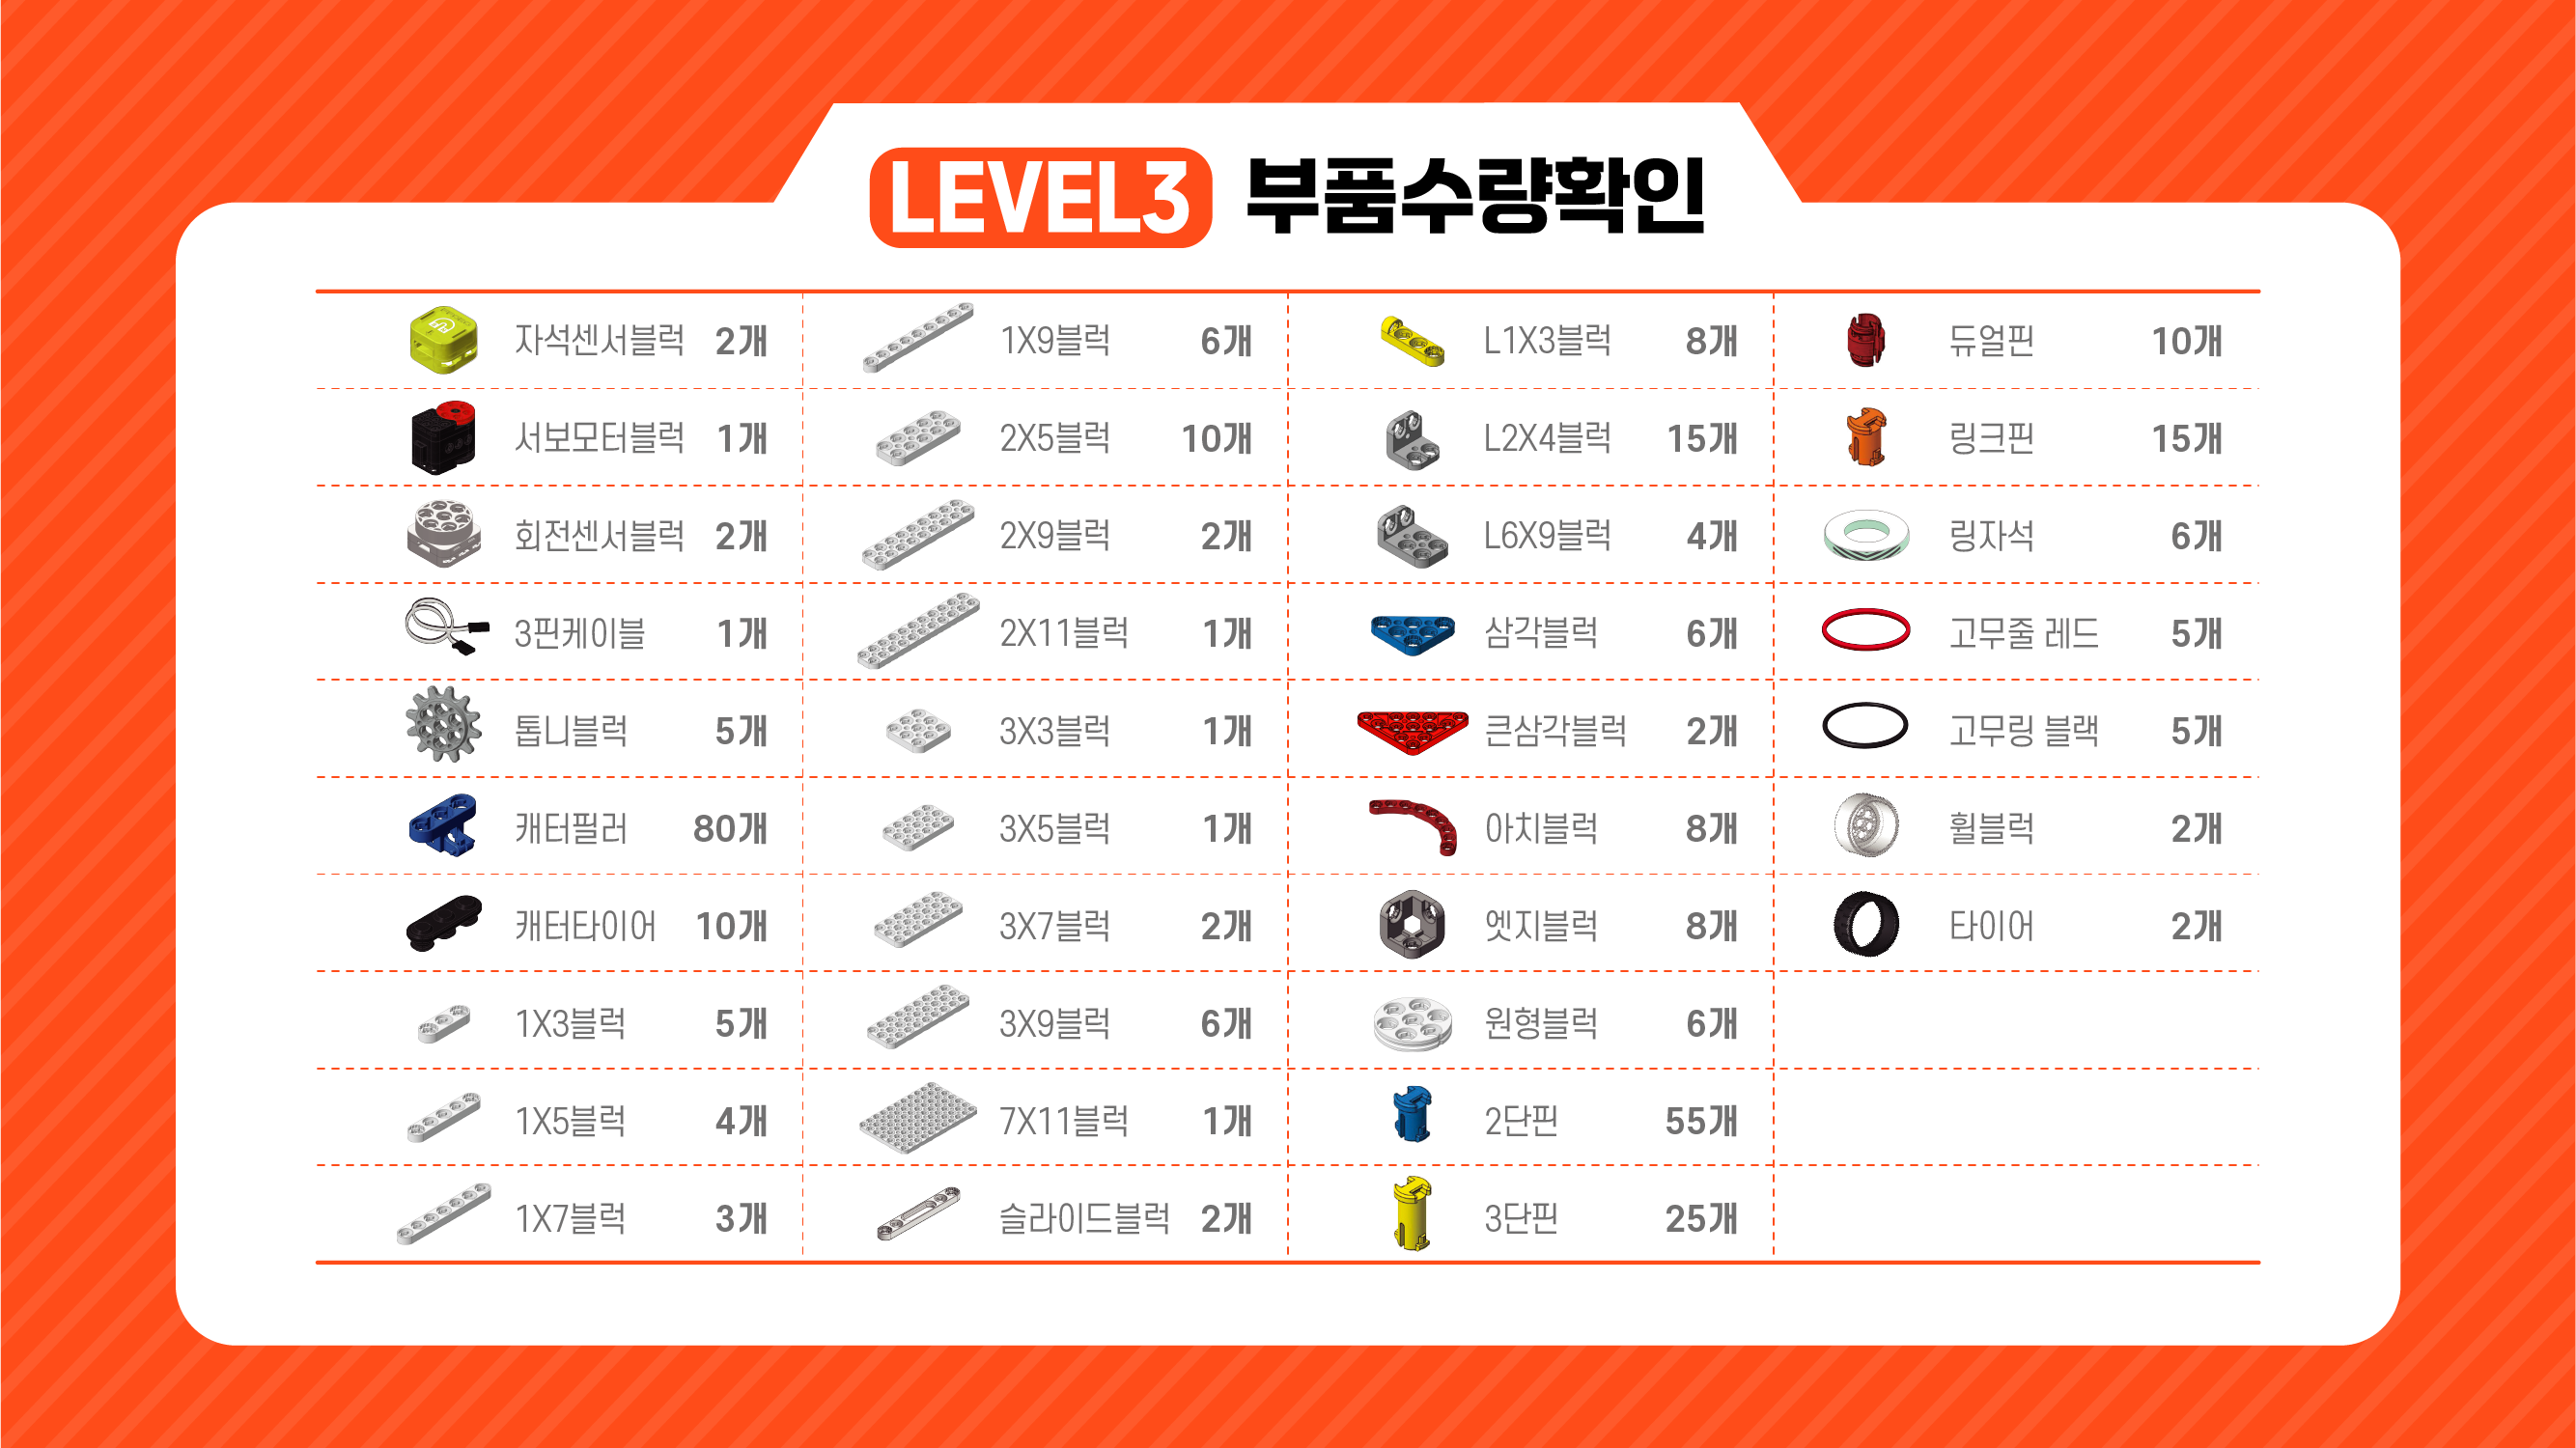 LEVEL3 부품수량확인
자석센서블럭 2개
서보모터블럭 1개
회전센서블럭 2개
3핀케이블 1개
톱니블럭 5개
캐터필러 80개
캐터타이어 10개
1X3블럭 5개
1X5블럭 4개
1X7블럭 3개
1X9블럭 6개
2X5블럭 10개
2X9블럭 2개
2X11블럭 1개
3X3블럭 1개
3X5블럭 1개
3X7블럭 2개
3X9블럭 6개
7X11블럭 1개
슬라이드블럭 2개
L1X3블럭 8개
L2X4블럭 15개
L6X9블럭 4개
삼각블럭 6개
큰삼각블럭 2개
아치블럭 8개
엣지블럭 8개
원형블럭 6개
2단핀 55개
3단핀 25개
듀얼핀 10개
링크핀 15개
링자석 6개
고무줄 레드 5개
고무링 블랙 5개
휠블럭 2개
타이어 2개